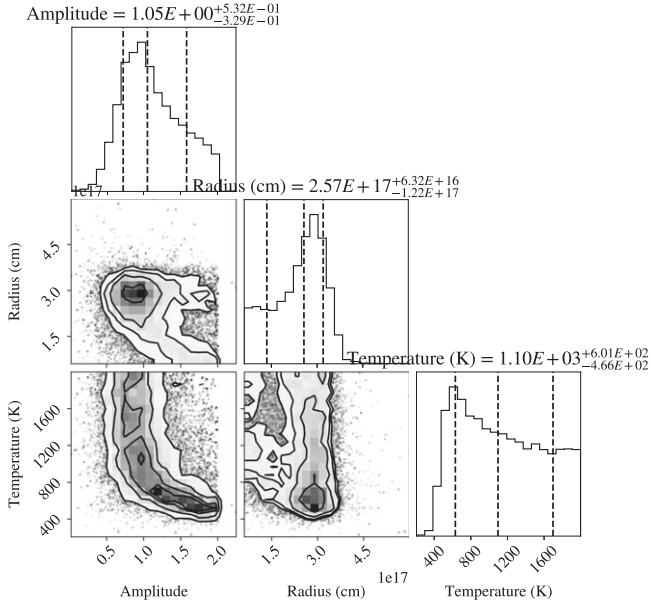 Amplitude = 1.05E + 00 +5.32E−01 −3.29E−01
1e17
Radius (cm) = 2.57E + 17 +6.32E+16 −1.22E+17
Radius (cm)
4.5
3.0
1.5
Temperature (K) = 1.10E + 03 +6.01E+02 −4.66E+02
Temperature (K)
1600
1200
800
400
0.5 1.0 1.5 2.0
1.5 3.0 4.5
400 800 1200 1600
1e17
Amplitude Radius (cm) Temperature (K)